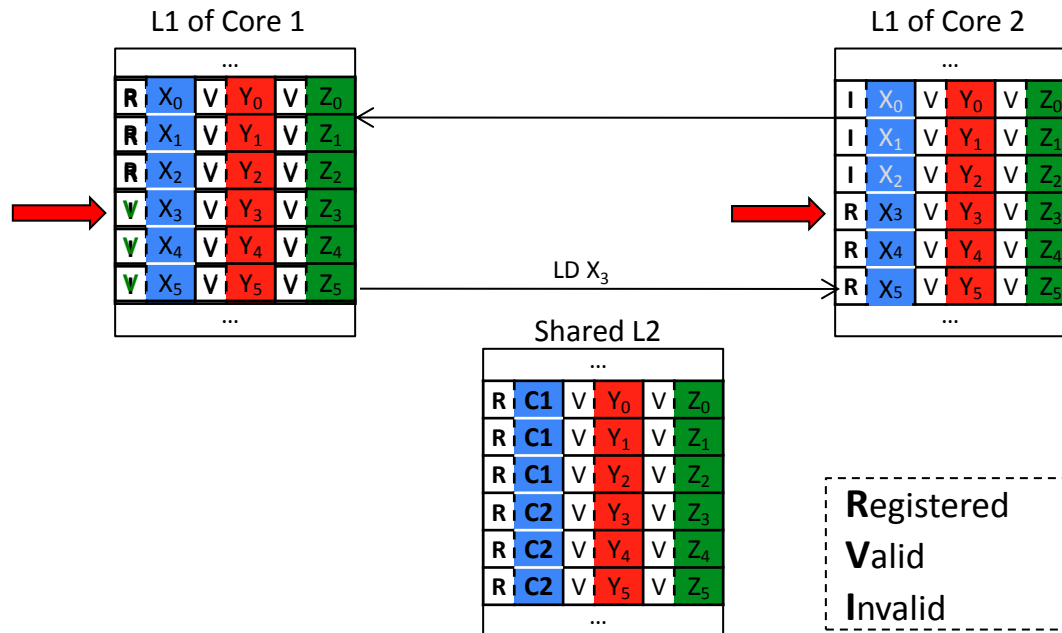 L1 of Core 1
...
R X₀ V Y₀ V Z₀
R X₁ V Y₁ V Z₁
R X₂ V Y₂ V Z₂
X₃ V Y₃ V Z₃
X₄ V Y₄ V Z₄
X₅ V Y₅ V Z₅
...
L1 of Core 2
...
I X₀ V Y₀ V Z₀
I X₁ V Y₁ V Z₁
I X₂ V Y₂ V Z₂
R X₃ V Y₃ V Z₃
R X₄ V Y₄ V Z₄
R X₅ V Y₅ V Z₅
...
LD X₃
Shared L2
...
R C1 V Y₀ V Z₀
R C1 V Y₁ V Z₁
R C1 V Y₂ V Z₂
R C2 V Y₃ V Z₃
R C2 V Y₄ V Z₄
R C2 V Y₅ V Z₅
...
Registered
Valid
Invalid